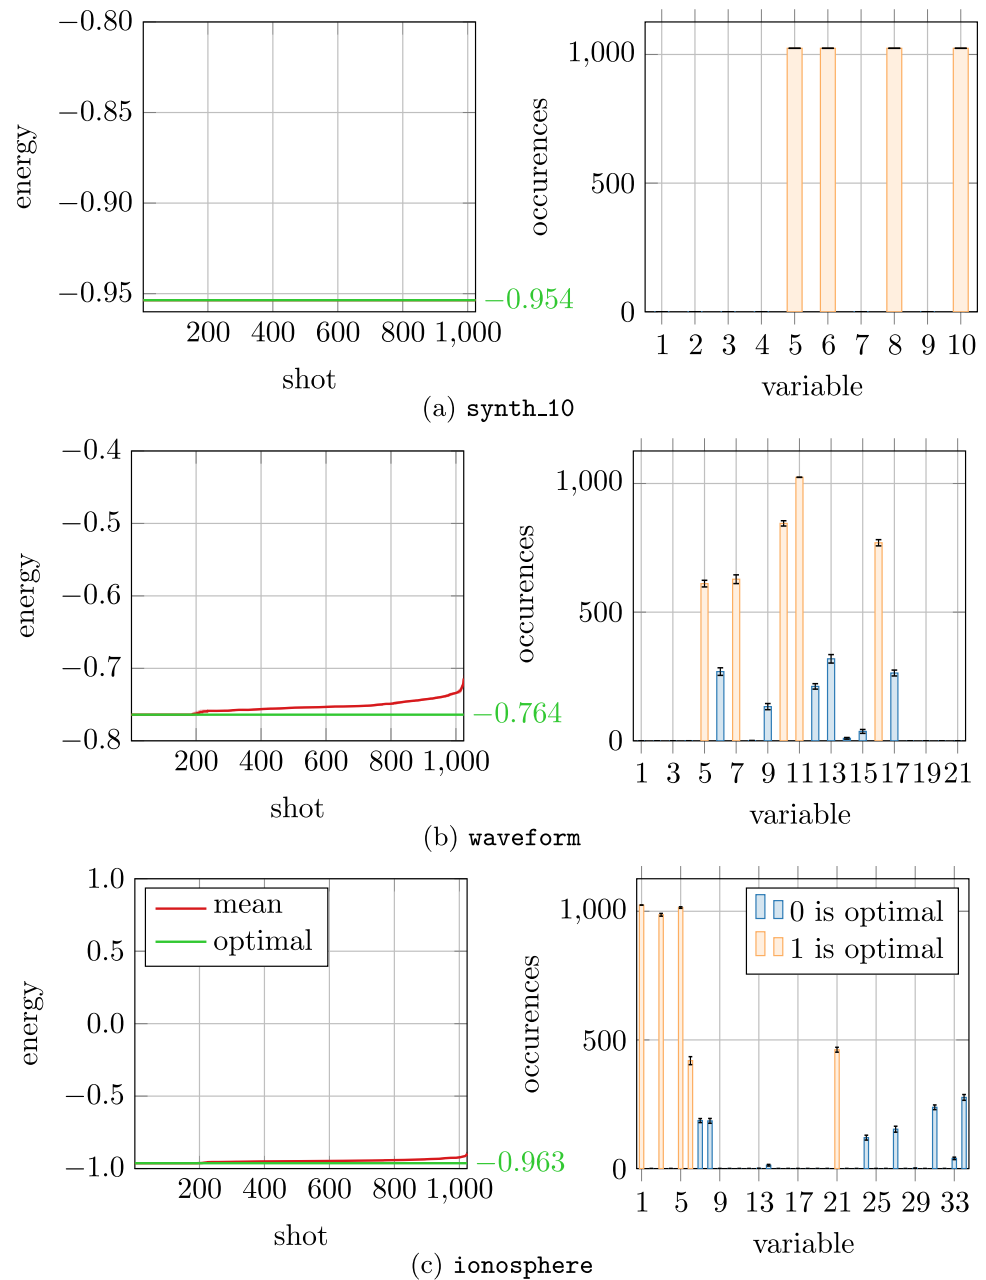 −0.80
−0.85
−0.90
−0.95
energy
200 400 600 800 1,000
shot
−0.954
1,000
500
0
occurences
1 2 3 4 5 6 7 8 9 10
variable
(a) synth_10
−0.4
−0.5
−0.6
−0.7
−0.8
energy
200 400 600 800 1,000
shot
−0.764
1,000
500
0
occurences
1 3 5 7 9 11 13 15 17 19 21
variable
(b) waveform
1.0
0.5
0.0
−0.5
−1.0
energy
mean
optimal
200 400 600 800 1,000
shot
−0.963
1,000
500
0
occurences
0 is optimal
1 is optimal
1 5 9 13 17 21 25 29 33
variable
(c) ionosphere